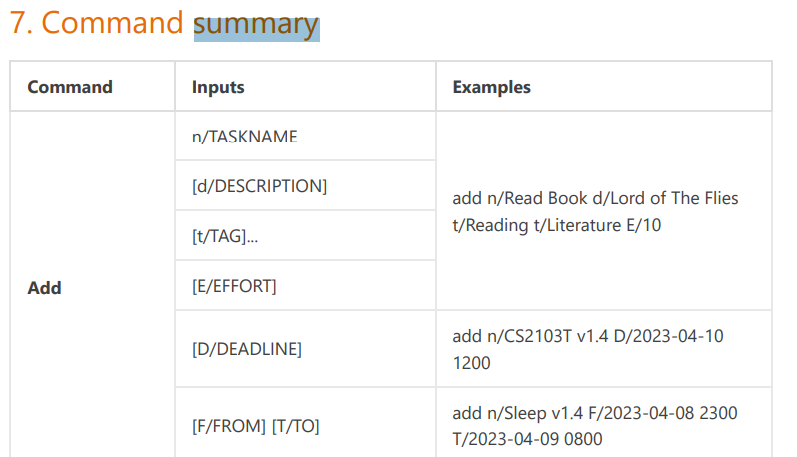 7. Command summary
Command Inputs Examples
n/TASKNAME
[d/DESCRIPTION]
add n/Read Book d/Lord of The Flies
t/Reading t/Literature E/10
[t/TAG]...
[E/EFFORT]
Add
[D/DEADLINE]
add n/CS2103T v1.4 D/2023-04-10
1200
[F/FROM] [T/TO]
add n/Sleep v1.4 F/2023-04-08 2300
T/2023-04-09 0800